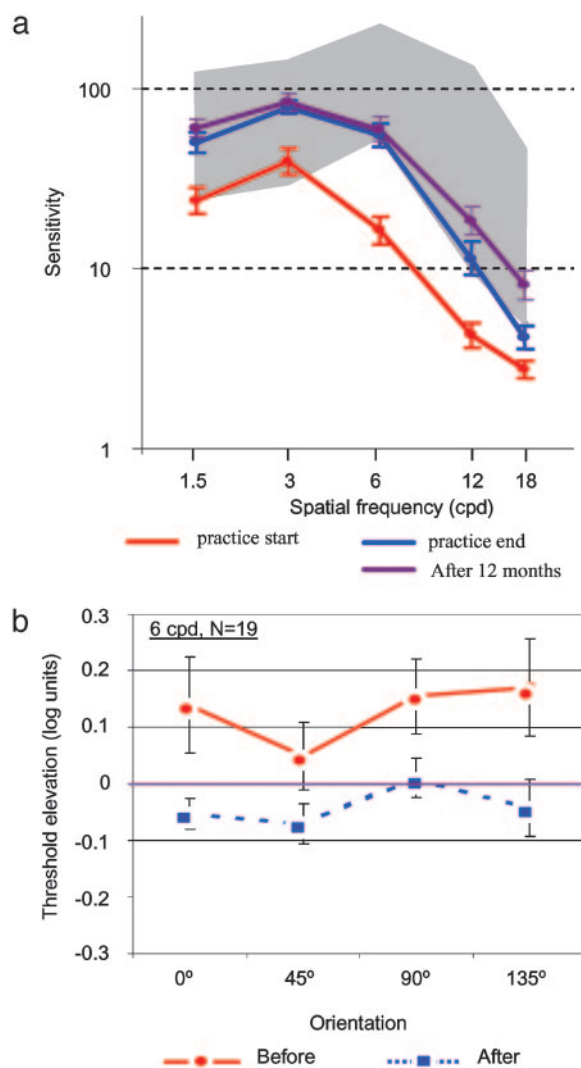 a
100
10
1
Sensitivity
1.5 3 6 12 18
Spatial frequency (cpd)
practice start practice end
After 12 months
b
6 cpd, N=19
0.3
0.2
0.1
0
-0.1
-0.2
-0.3
Threshold elevation (log units)
0º 45º 90º 135º
Orientation
Before After